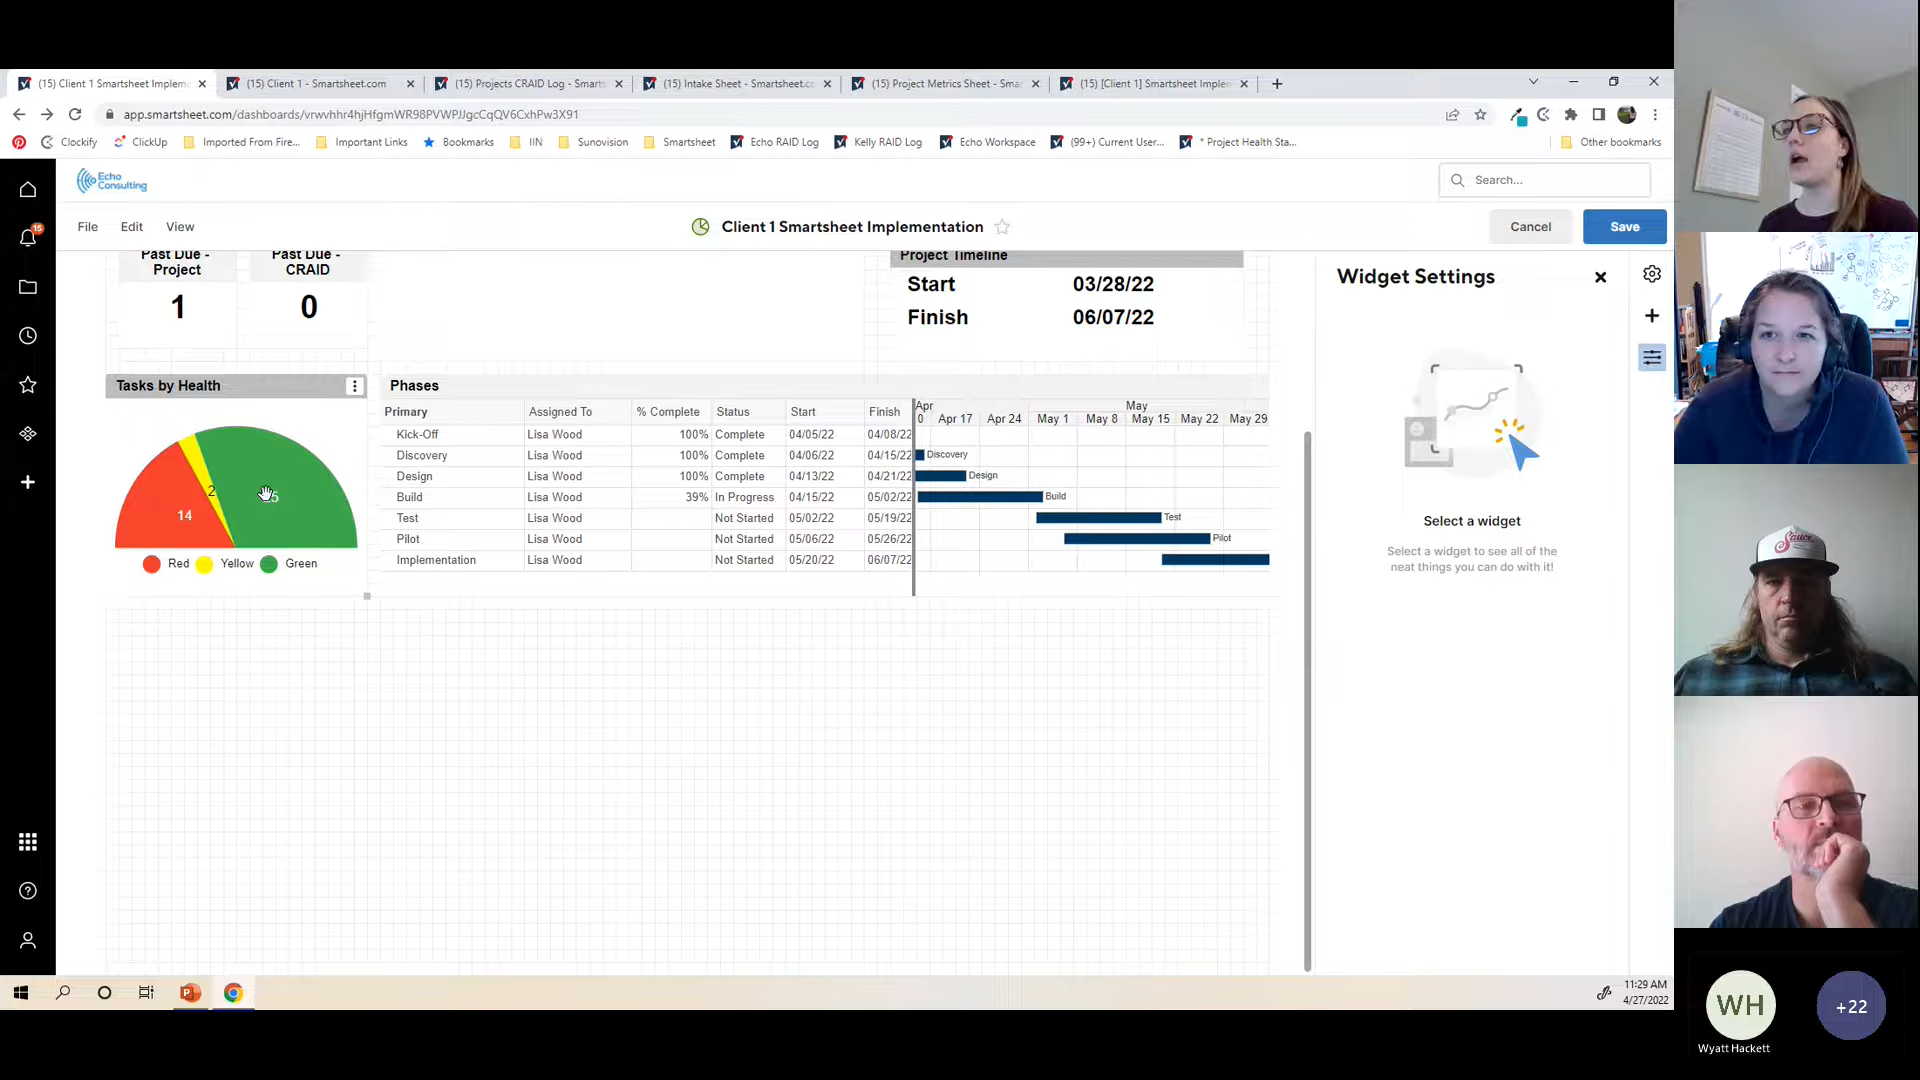 (15) Client 1 Smartsheet Implem
(15) Client 1 - Smartsheet.com
(15) Projects CRAID Log - Smarts
(15) Intake Sheet - Smartsheet.c
(15) Project Metrics Sheet - Sma
(15) [Client 1] Smartsheet Implem
app.smartsheet.com/dashboards/vrwvhhr4hjHfgmWR98PVWPJJgcCqQV6CxhPw3X91
Clockify
ClickUp
Imported From Fire...
Important Links
Bookmarks
IIN
Sunovision
Smartsheet
Echo RAID Log
Kelly RAID Log
Echo Workspace
(99+) Current User...
* Project Health Sta...
Other bookmarks
15
Echo
Consulting
Search...
File Edit View
Client 1 Smartsheet Implementation
Cancel
Save
Past Due -
Project
1
Past Due -
CRAID
0
Project Timeline
Start 03/28/22
Finish 06/07/22
Widget Settings
Tasks by Health
14
2
Red Yellow Green
Phases
Primary Assigned To % Complete Status Start Finish
Apr May
0 Apr 17 Apr 24 May 1 May 8 May 15 May 22 May 29
Kick-Off Lisa Wood 100% Complete 04/05/22 04/08/22
Discovery Lisa Wood 100% Complete 04/06/22 04/15/22 Discovery
Design Lisa Wood 100% Complete 04/13/22 04/21/22 Design
Build Lisa Wood 39% In Progress 04/15/22 05/02/22 Build
Test Lisa Wood Not Started 05/02/22 05/19/22 Test
Pilot Lisa Wood Not Started 05/06/22 05/26/22 Pilot
Implementation Lisa Wood Not Started 05/20/22 06/07/22
Select a widget
Select a widget to see all of the
neat things you can do with it!
11:29 AM
4/27/2022
WH
Wyatt Hackett
+22